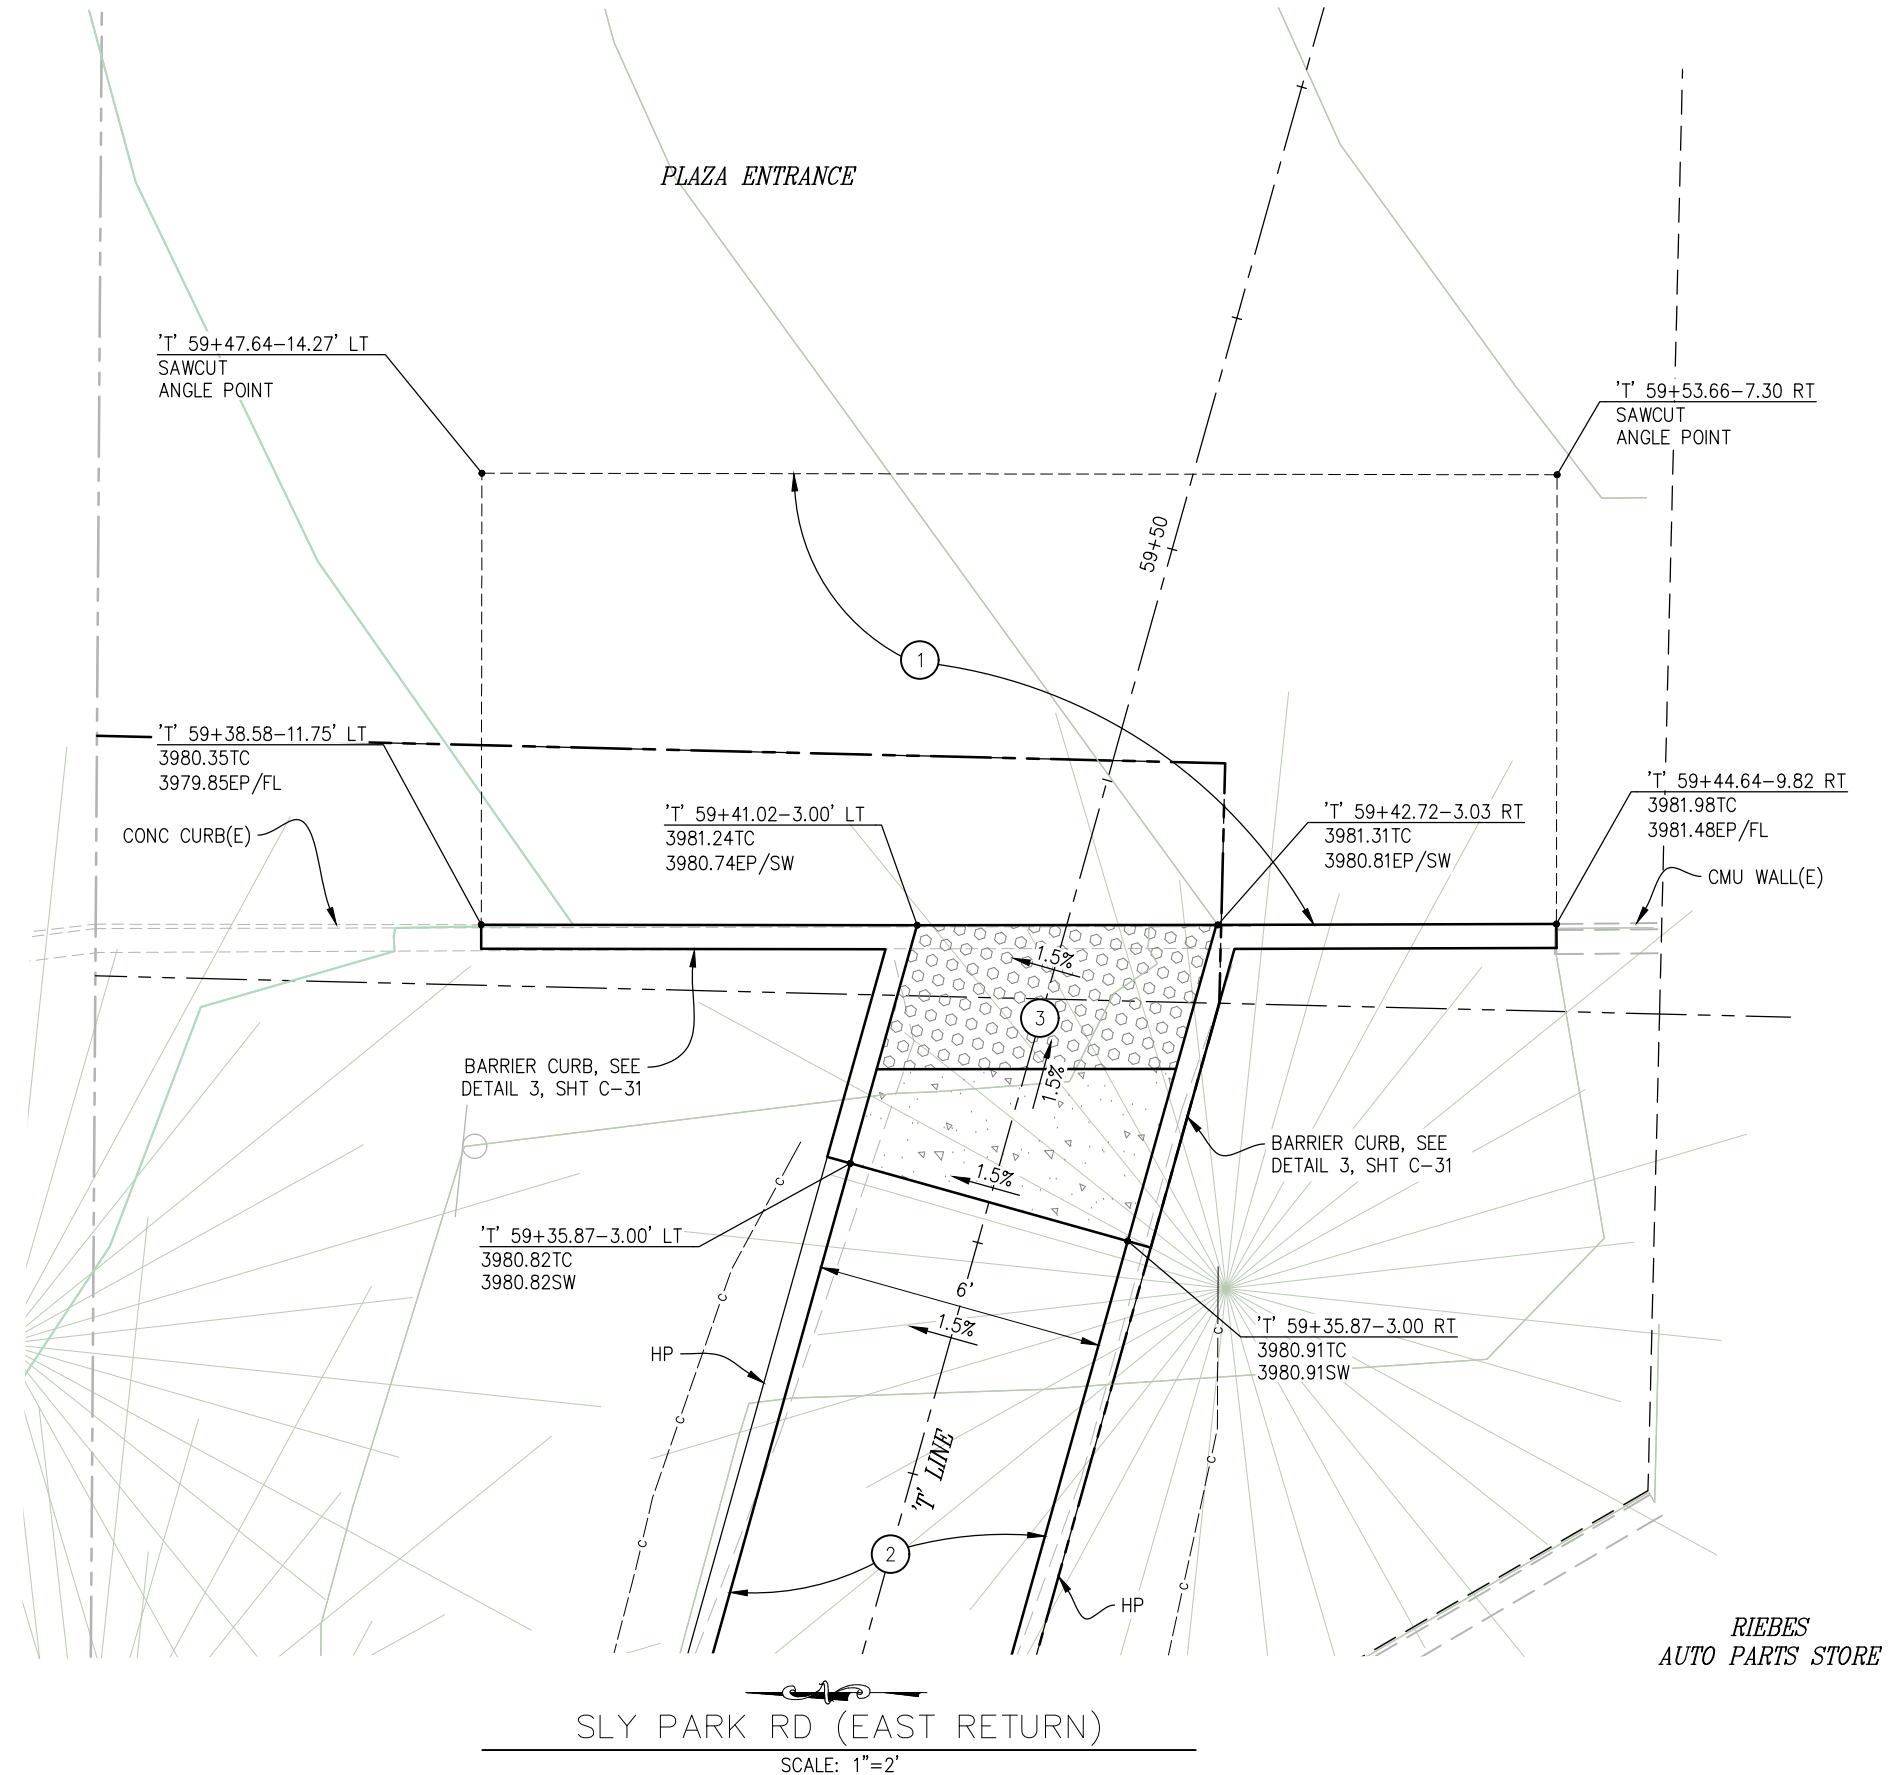 PLAZA ENTRANCE
'T' 59+47.64-14.27' LT
SAWCUT
ANGLE POINT
'T' 59+53.66-7.30 RT
SAWCUT
ANGLE POINT
59+50
1
'T' 59+38.58-11.75' LT
3980.35TC
3979.85EP/FL
CONC CURB(E)
'T' 59+41.02-3.00' LT
3981.24TC
3980.74EP/SW
'T' 59+42.72-3.03 RT
3981.31TC
3980.81EP/SW
'T' 59+44.64-9.82 RT
3981.98TC
3981.48EP/FL
CMU WALL(E)
1.5%
3
1.5%
BARRIER CURB, SEE
DETAIL 3, SHT C-31
BARRIER CURB, SEE
DETAIL 3, SHT C-31
1.5%
C
'T' 59+35.87-3.00' LT
3980.82TC
3980.82SW
6'
1.5%
C
'T' 59+35.87-3.00 RT
3980.91TC
3980.91SW
C
HP
C
'T' LINE
C
C
2
C
HP
RIEBES
AUTO PARTS STORE
SLY PARK RD (EAST RETURN)
SCALE: 1"=2'